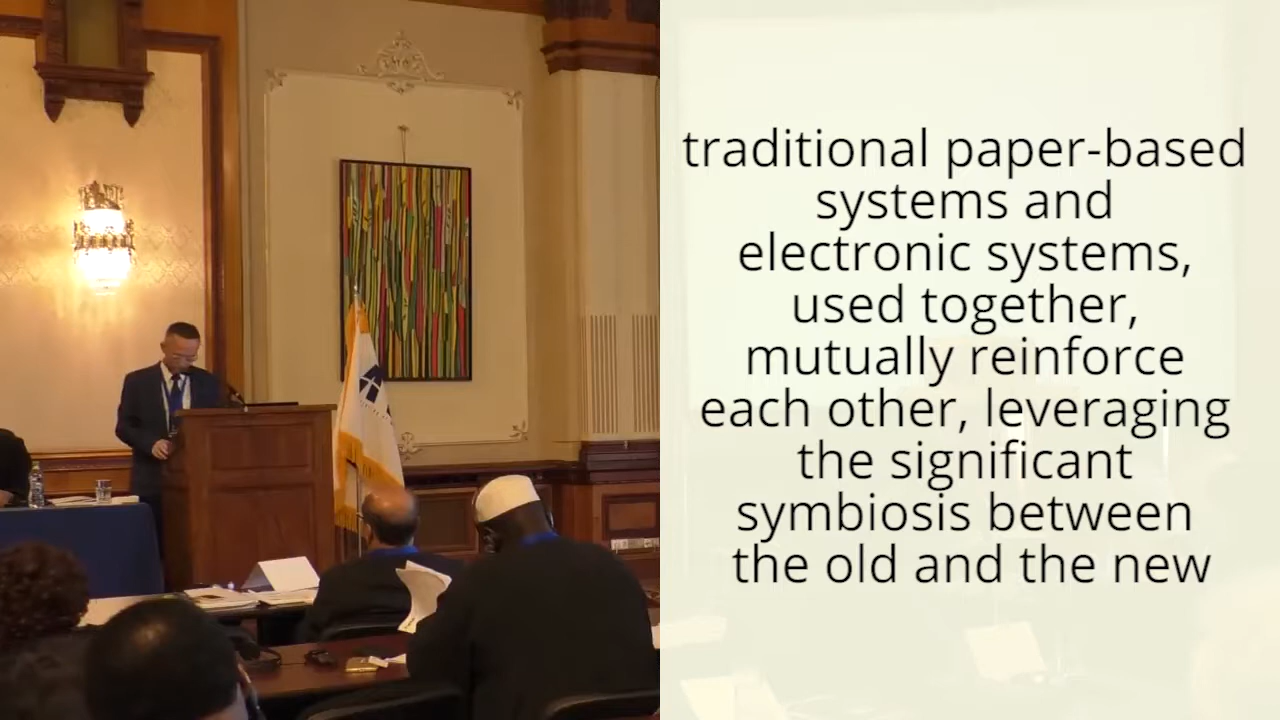 traditional paper-based
systems and
electronic systems,
used together,
mutually reinforce
each other, leveraging
the significant
symbiosis between
the old and the new